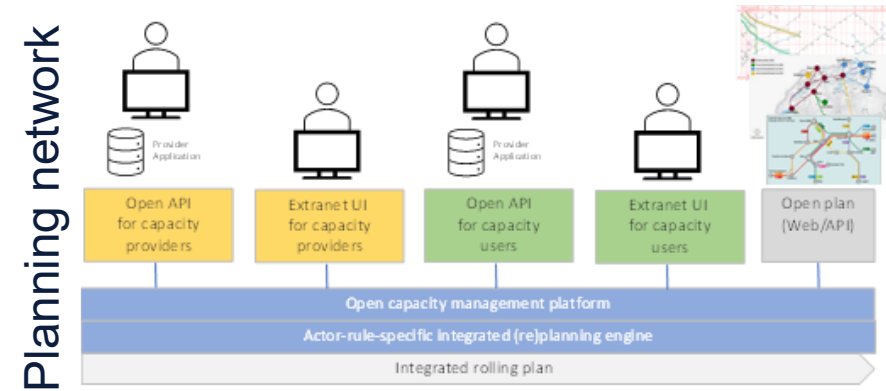 Planning network
Provider
Application
Provider
Application
Open API
for capacity
providers
Extranet UI
for capacity
providers
Open API
for capacity
users
Extranet UI
for capacity
users
Open plan
(Web/API)
Open capacity management platform
Actor-rule-specific integrated (re)planning engine
Integrated rolling plan